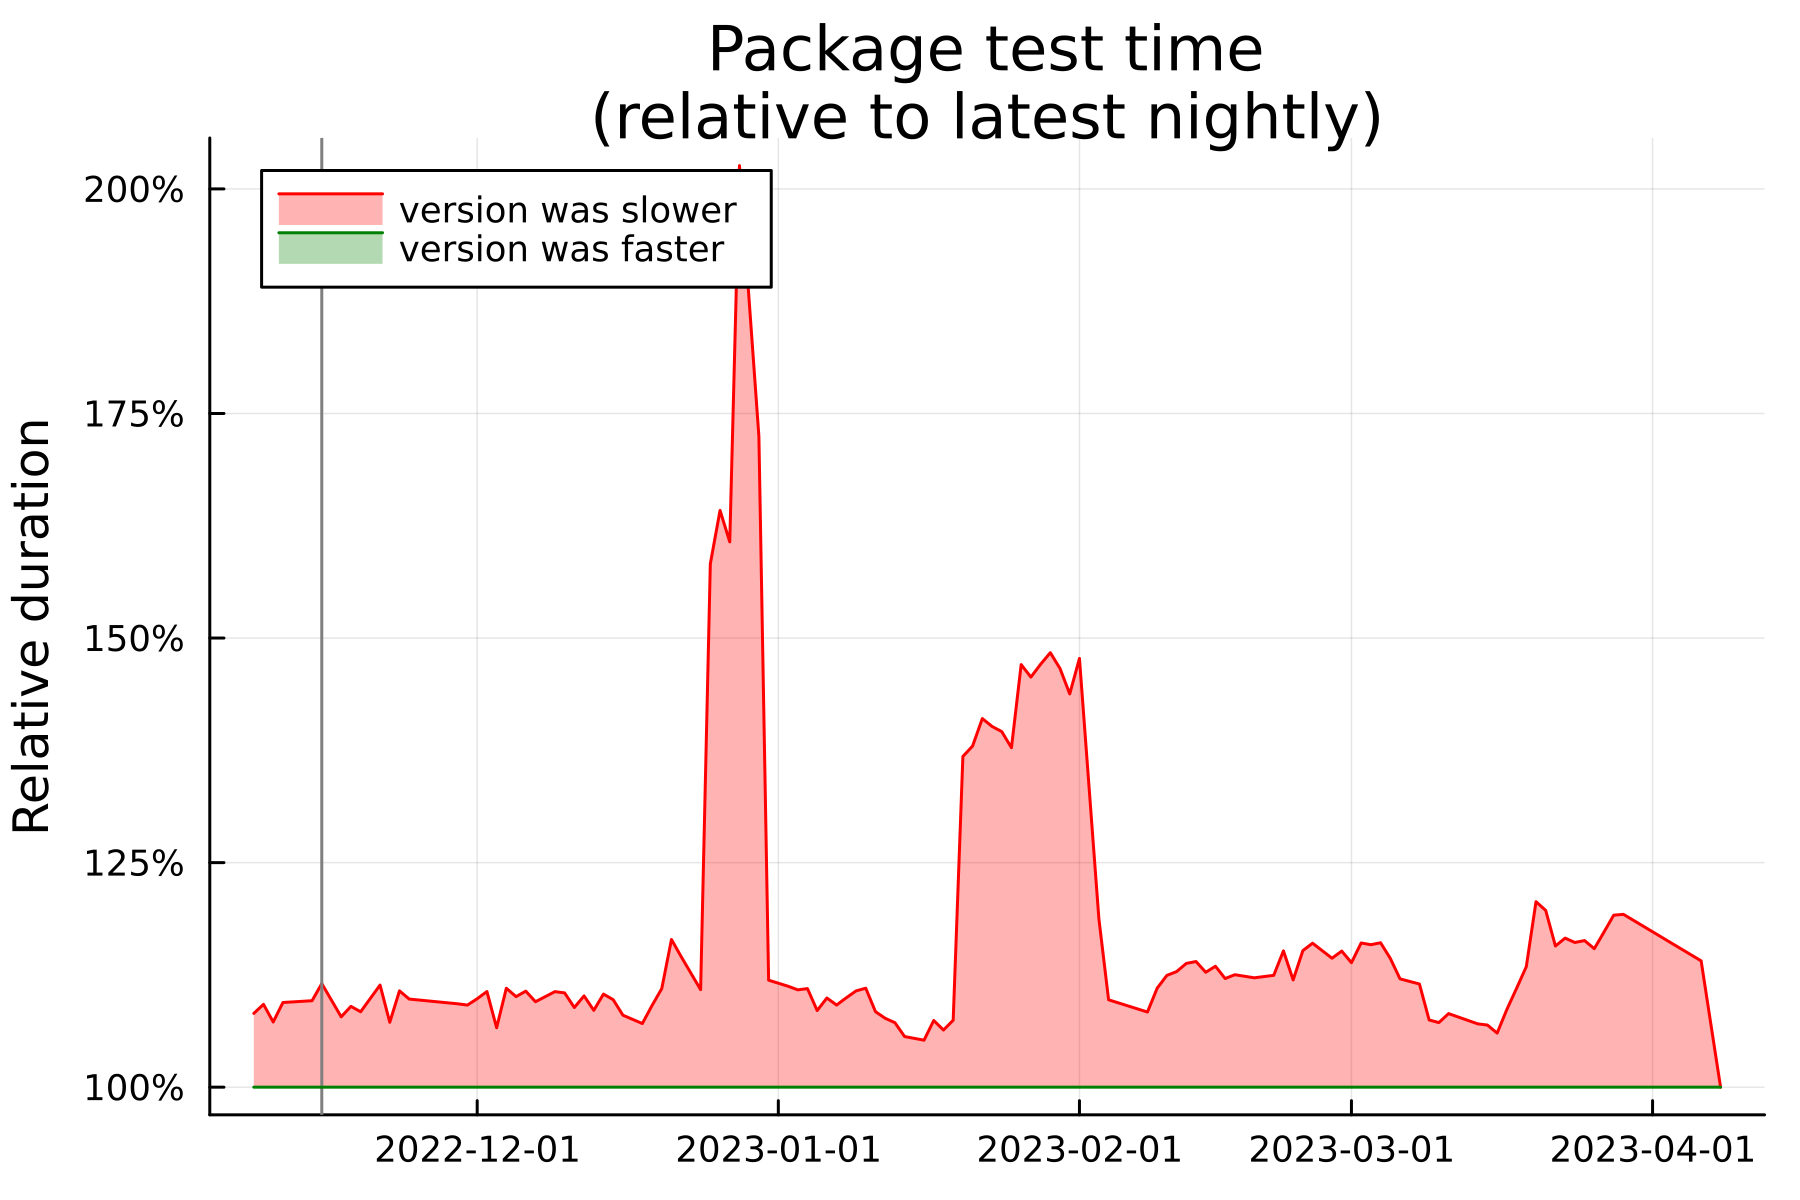 Package test time
(relative to latest nightly)
200%
version was slower
version was faster
175%
150%
125%
100%
Relative duration
2022-12-01
2023-01-01
2023-02-01
2023-03-01
2023-04-01